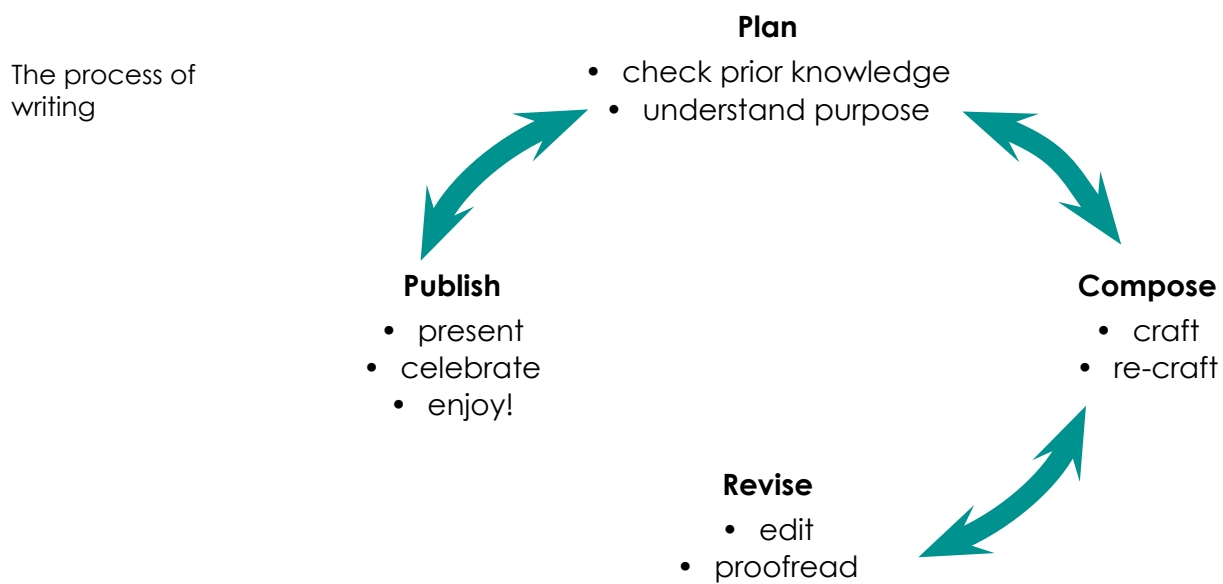 The process of
writing
Plan
• check prior knowledge
• understand purpose
Publish
• present
• celebrate
• enjoy!
Compose
• craft
• re-craft
Revise
• edit
• proofread